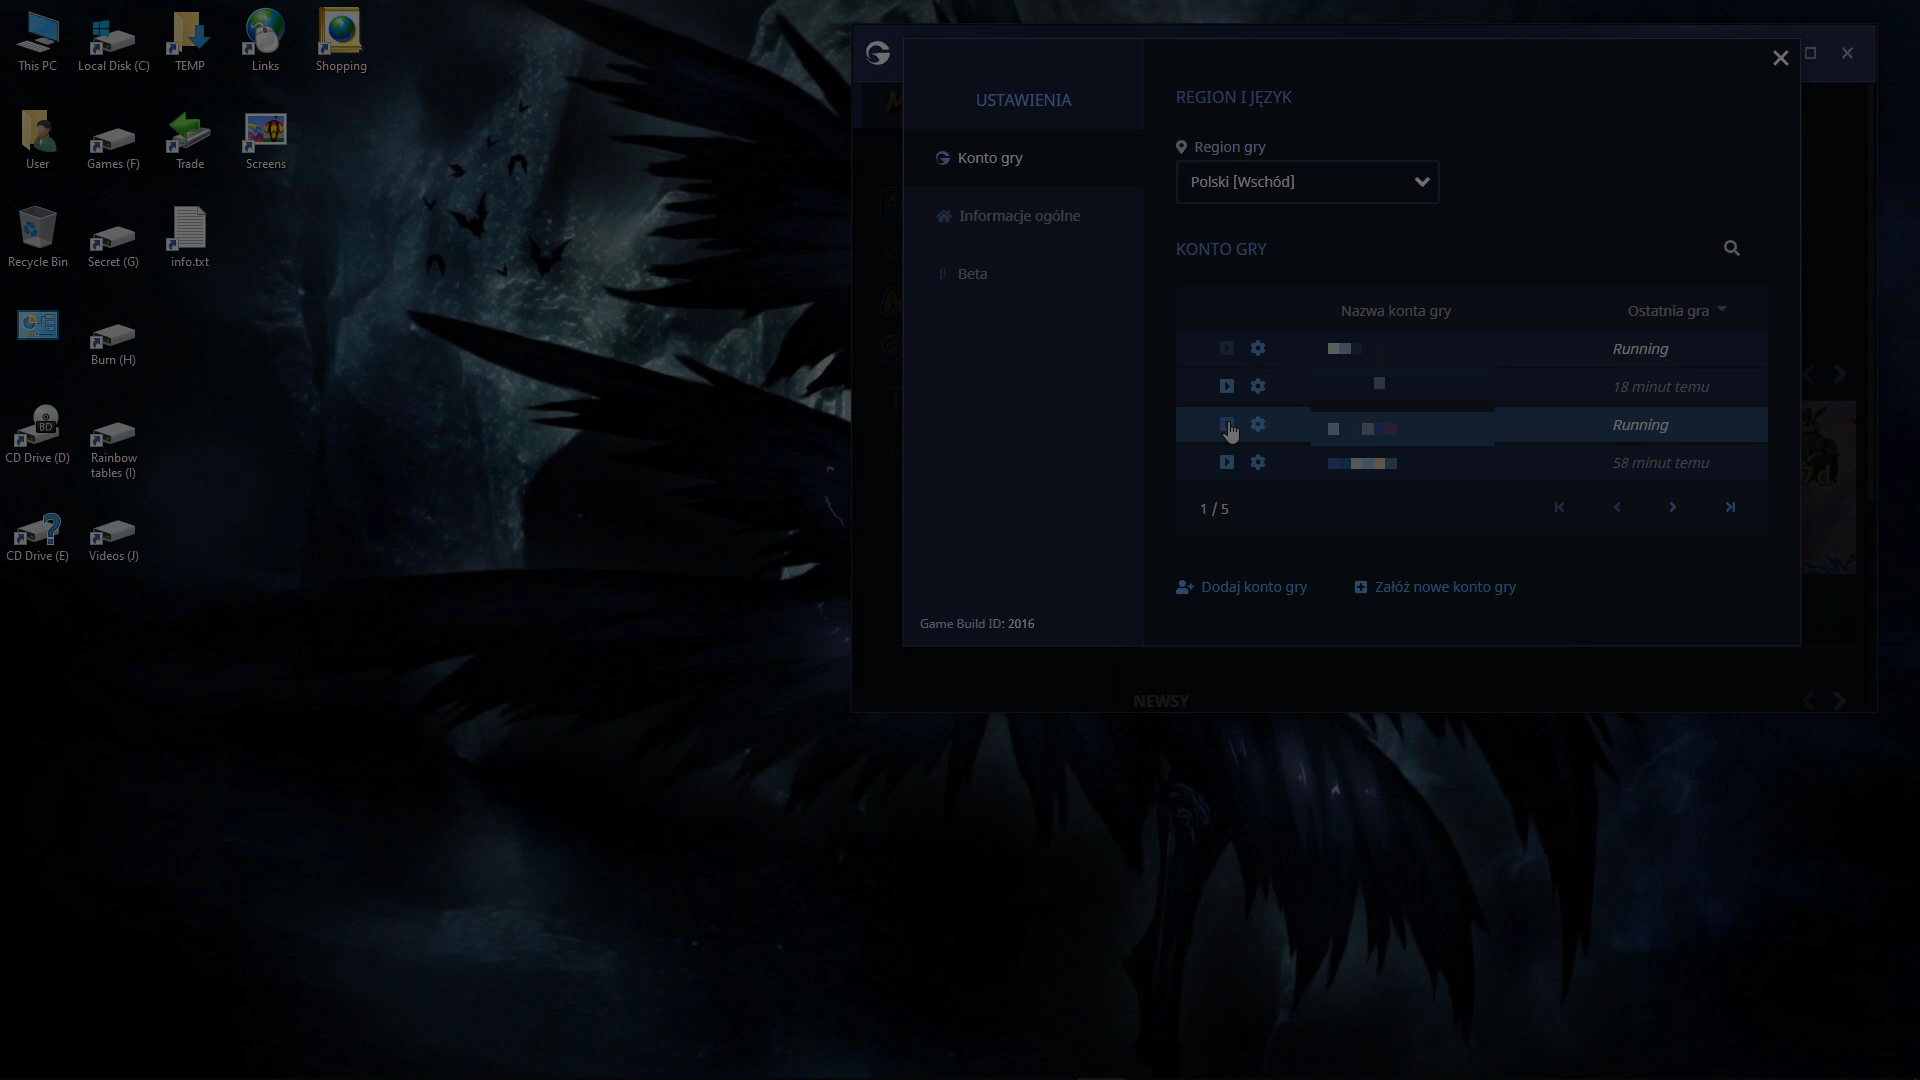 This PC
Local Disk (C)
TEMP
Links
Shopping
User
Games (F)
Trade
Screens
Recycle Bin
Secret (G)
info.txt
Burn (H)
BD
CD Drive (D)
Rainbow
tables (I)
CD Drive (E)
Videos (J)
USTAWIENIA
Konto gry
Informacje ogólne
Beta
Game Build ID: 2016
REGION I JĘZYK
Region gry
Polski [Wschód]
KONTO GRY
Nazwa konta gry
Ostatnia gra
Running
18 minut temu
Running
58 minut temu
1 / 5
Dodaj konto gry
Załóż nowe konto gry
NEWSY